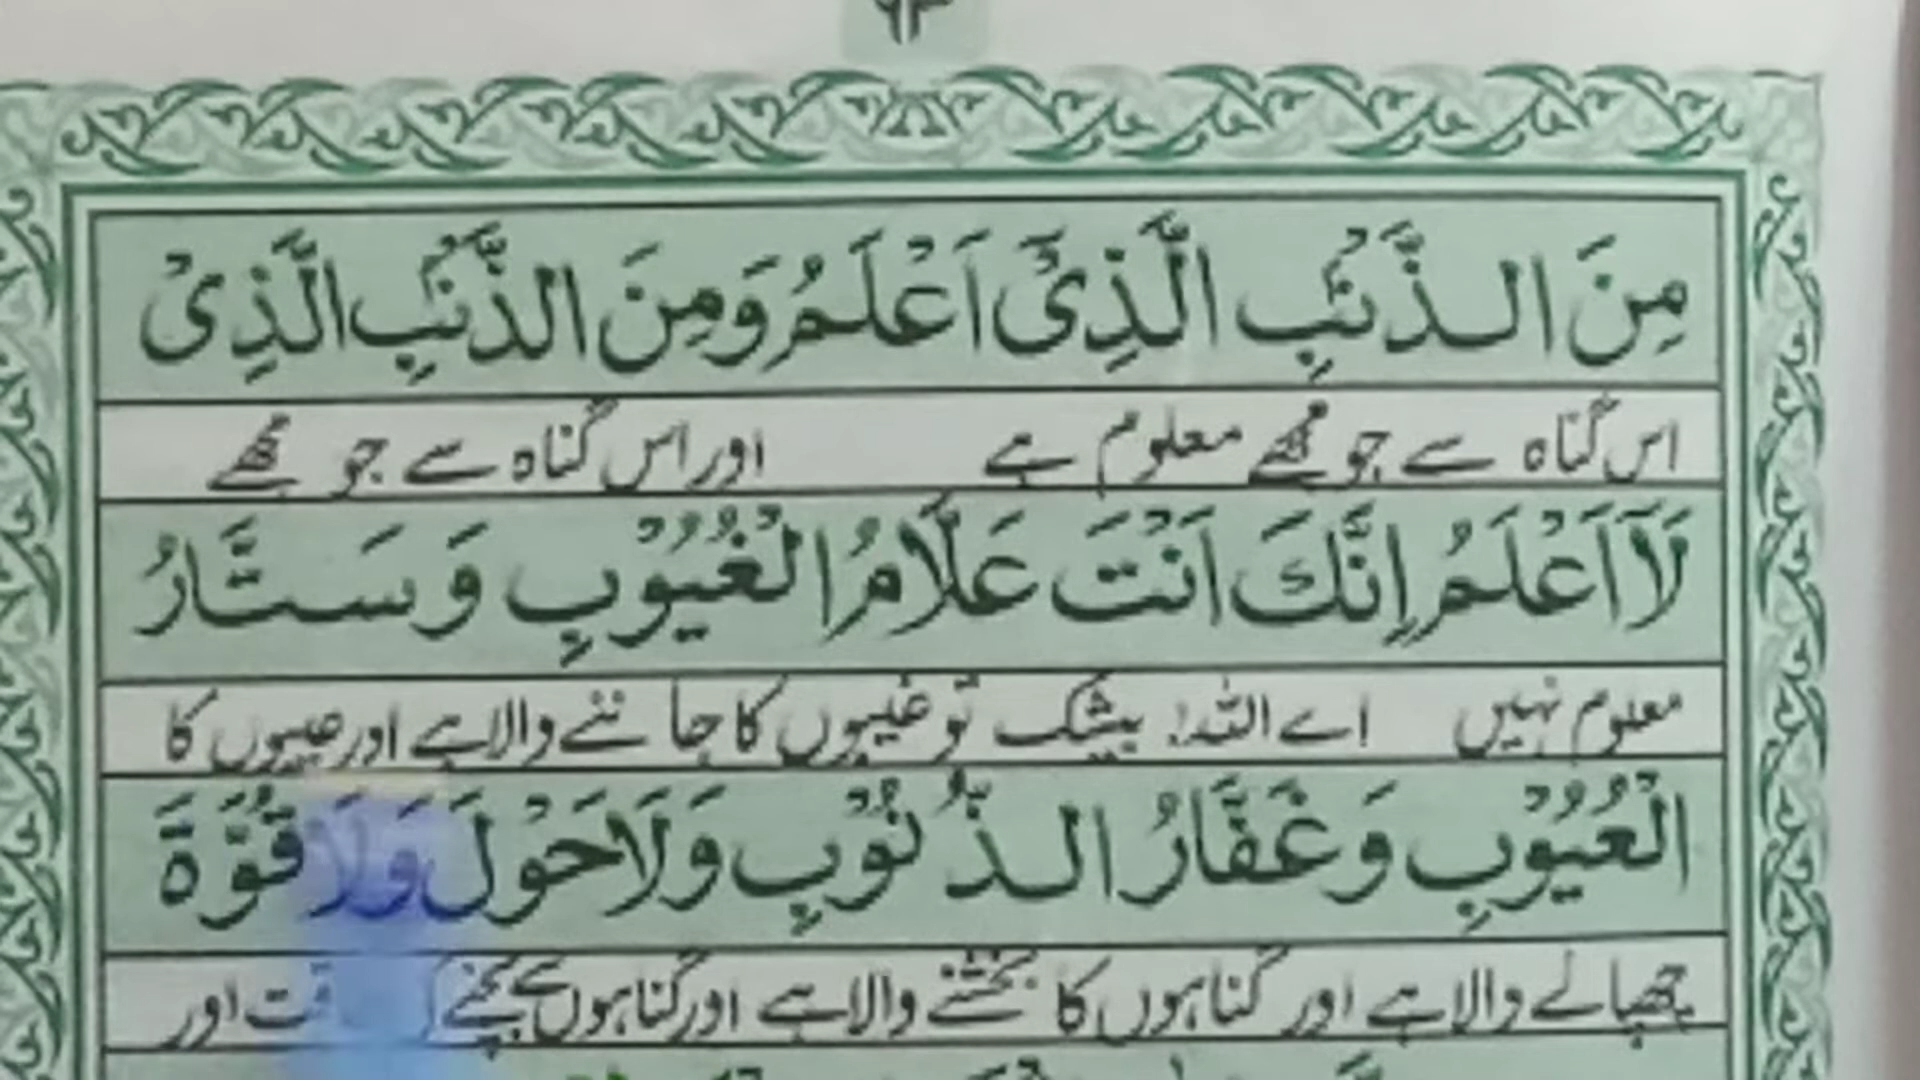 مِنَ الذَّنْۢبِ الَّذِیْۤ اَعْلَمُ وَمِنَ الذَّنْۢبِ الَّذِیْ
اس گناہ سے جو مجھے معلوم ہے اور اس گناہ سے جو مجھے
لَاۤ اَعْلَمُ اِنَّكَ اَنْتَ عَلَّامُ الْغُیُوْبِ وَسَتَّارُ
معلوم نہیں اے اللہ! بیشک تو غیبوں کا جاننے والا ہے اور عیبوں کا
الْعُیُوْبِ وَغَفَّارُ الذُّنُوْبِ وَلَا حَوْلَ وَلَا قُوَّةَ
چھپانے والا ہے اور گناہوں کا بخشنے والا ہے اور گناہوں سے بچنے اور